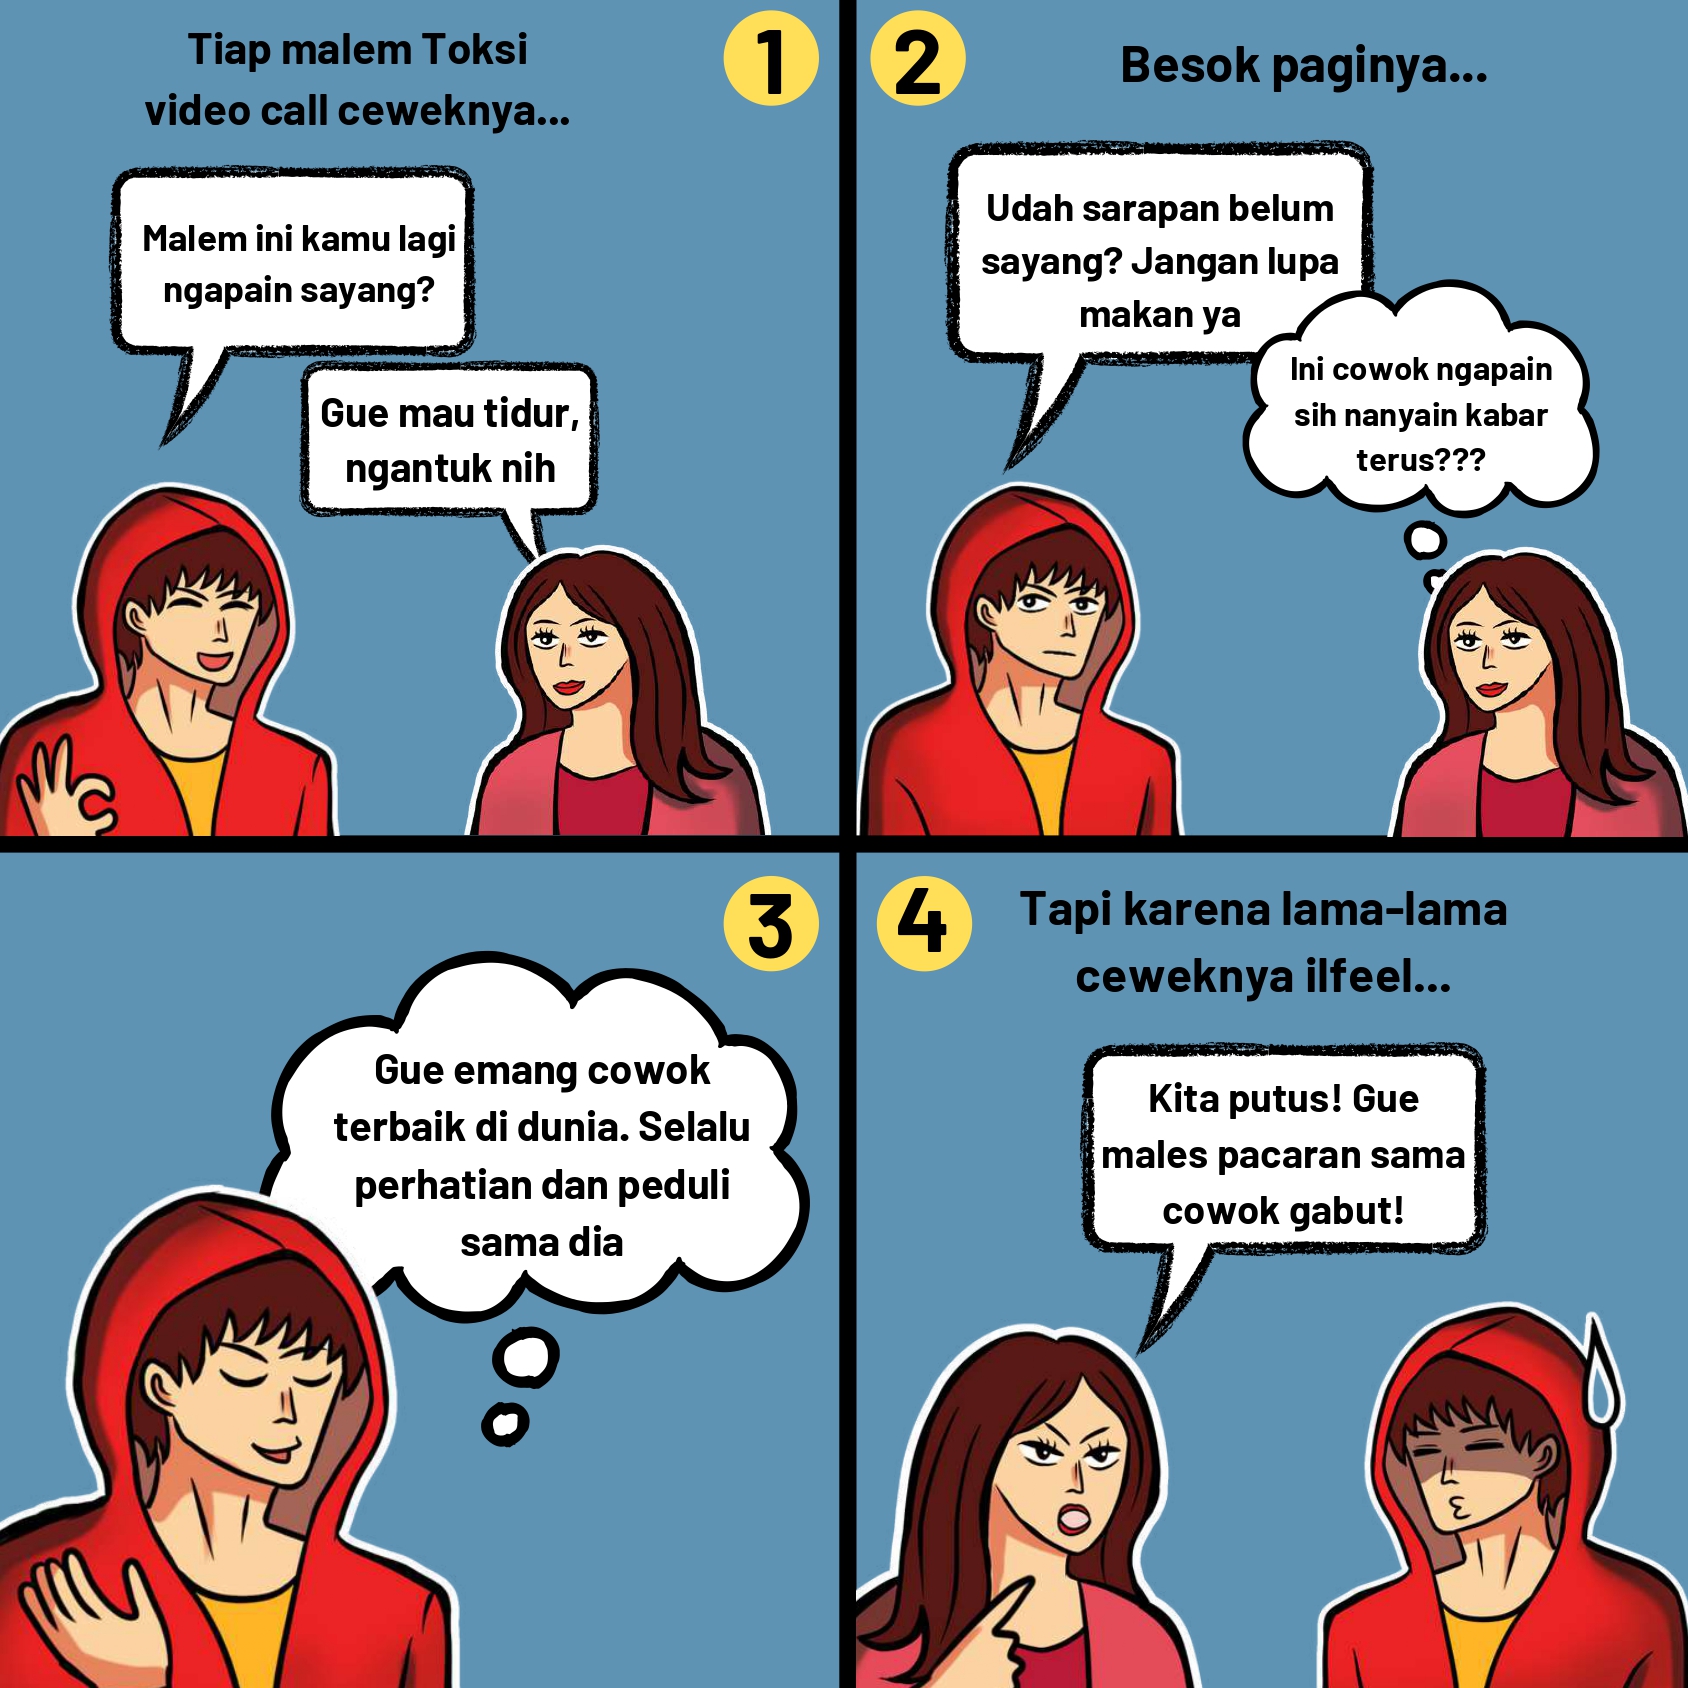 Tiap malem Toksi
video call ceweknya...
1
Malem ini kamu lagi
ngapain sayang?
Gue mau tidur,
ngantuk nih
2
Besok paginya...
Udah sarapan belum
sayang? Jangan lupa
makan ya
Ini cowok ngapain
sih nanyain kabar
terus???
3
Gue emang cowok
terbaik di dunia. Selalu
perhatian dan peduli
sama dia
4
Tapi karena lama-lama
ceweknya ilfeel...
Kita putus! Gue
males pacaran sama
cowok gabut!